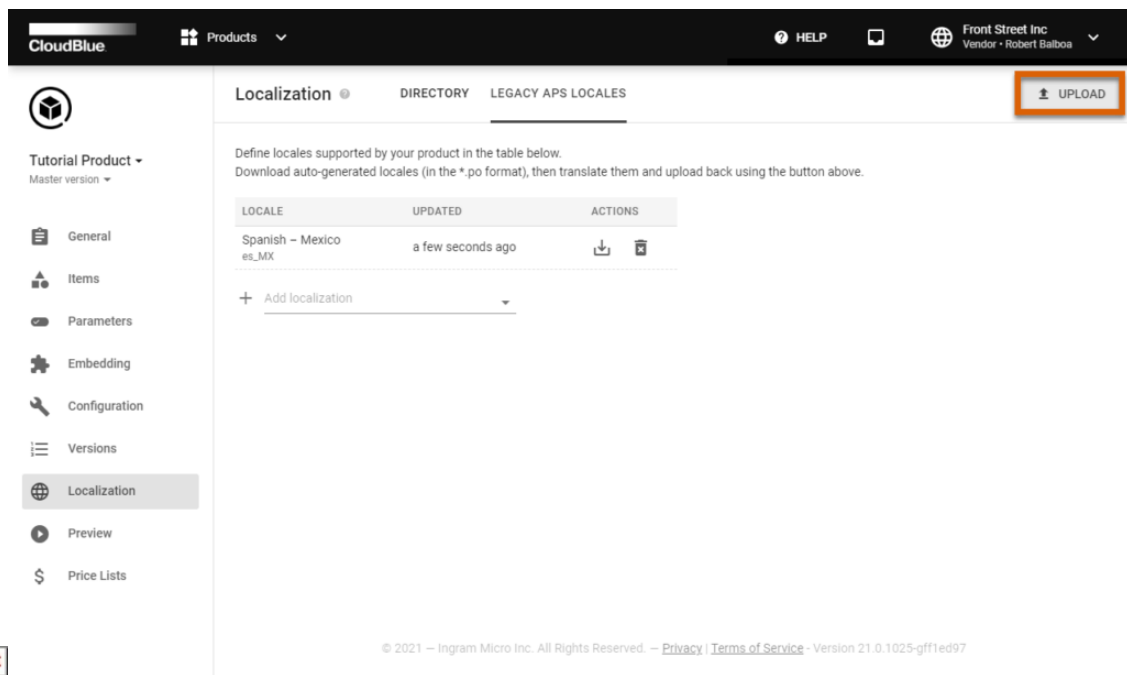 CloudBlue
Products
HELP
Front Street Inc
Vendor • Robert Balboa
Localization
DIRECTORY
LEGACY APS LOCALES
UPLOAD
Tutorial Product
Master version
General
Items
Parameters
Embedding
Configuration
Versions
Localization
Preview
Price Lists
Define locales supported by your product in the table below.
Download auto-generated locales (in the *.po format), then translate them and upload back using the button above.
LOCALE UPDATED ACTIONS
Spanish – Mexico a few seconds ago
es_MX
Add localization
© 2021 – Ingram Micro Inc. All Rights Reserved. – Privacy | Terms of Service - Version 21.0.1025-gff1ed97